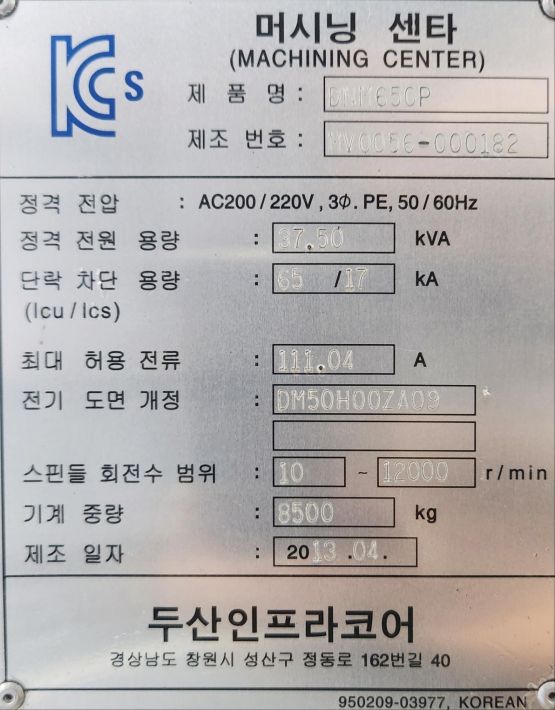 KCs
머시닝 센타
(MACHINING CENTER)
제 품 명 : DNM650P
제조 번호 : MV0056-000182
정격 전압 : AC200/220V, 3Φ. PE, 50/60Hz
정격 전원 용량 : 37.50 kVA
단락 차단 용량 : 65 /17 kA
(Icu/Ics)
최대 허용 전류 : 111.04 A
전기 도면 개정 : DM50H00ZA09
스핀들 회전수 범위 : 10 ~ 12000 r/min
기계 중량 : 8500 kg
제조 일자 : 2013.04.
두산인프라코어
경상남도 창원시 성산구 정동로 162번길 40
950209-03977, KOREAN